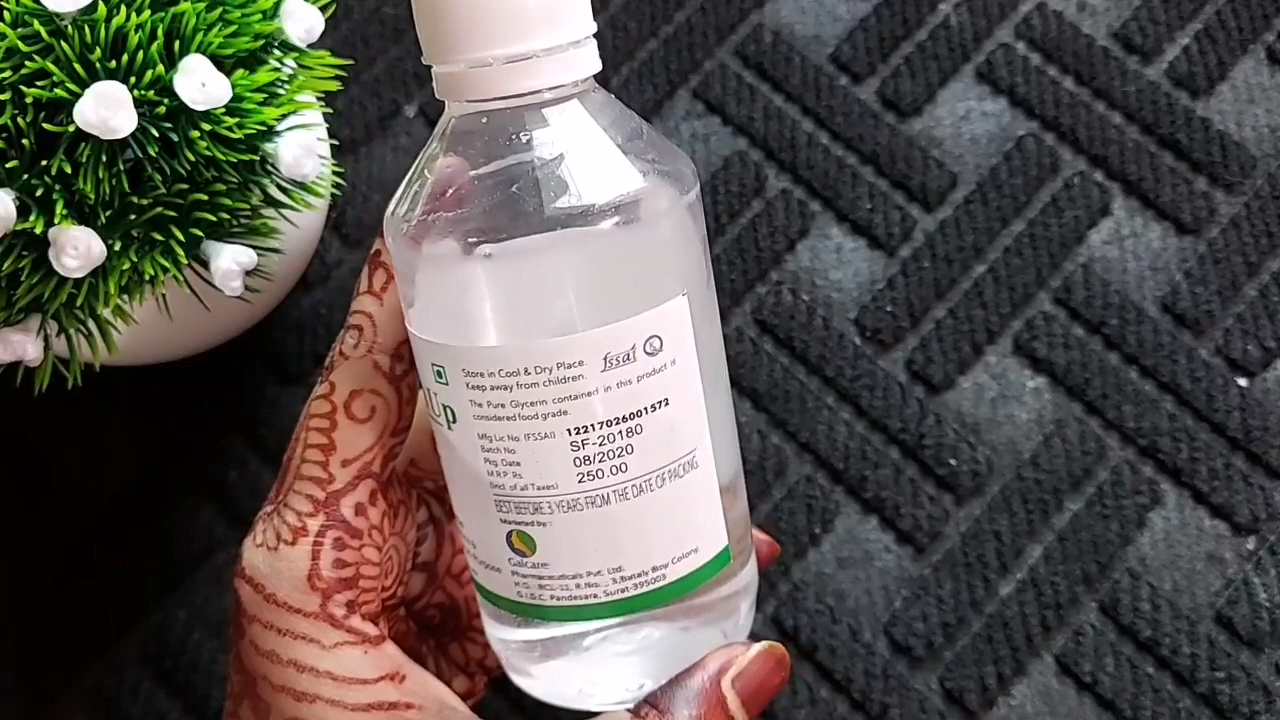 Store in Cool & Dry Place.
Keep away from children.
fssai
K
Up
The Pure Glycerin contained in this product is
considered food grade.
Mfg Lic No. (FSSAI) : 12217026001572
Batch No : SF-20180
Pkg. Date : 08/2020
M.R.P. Rs : 250.00
(Incl. of all Taxes)
BEST BEFORE 3 YEARS FROM THE DATE OF PACKING
Marketed by :
Galcare
Pharmaceuticals Pvt. Ltd.
Colony,
G.I.D.C, Pandesara, Surat-395003